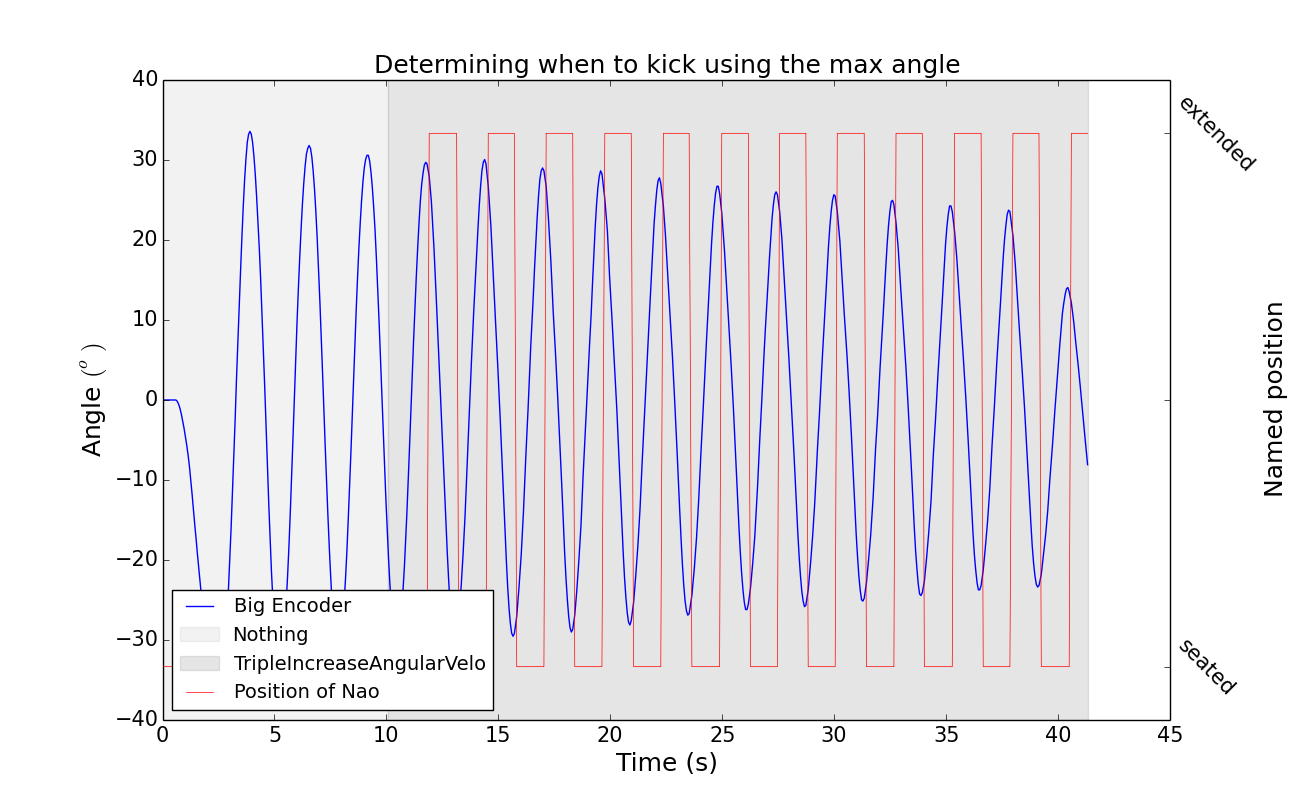 Determining when to kick using the max angle
40
30
20
10
0
−10
−20
−30
−40
Angle (° )
0 5 10 15 20 25 30 35 40 45
Time (s)
extended
seated
Named position
Big Encoder
Nothing
TripleIncreaseAngularVelo
Position of Nao